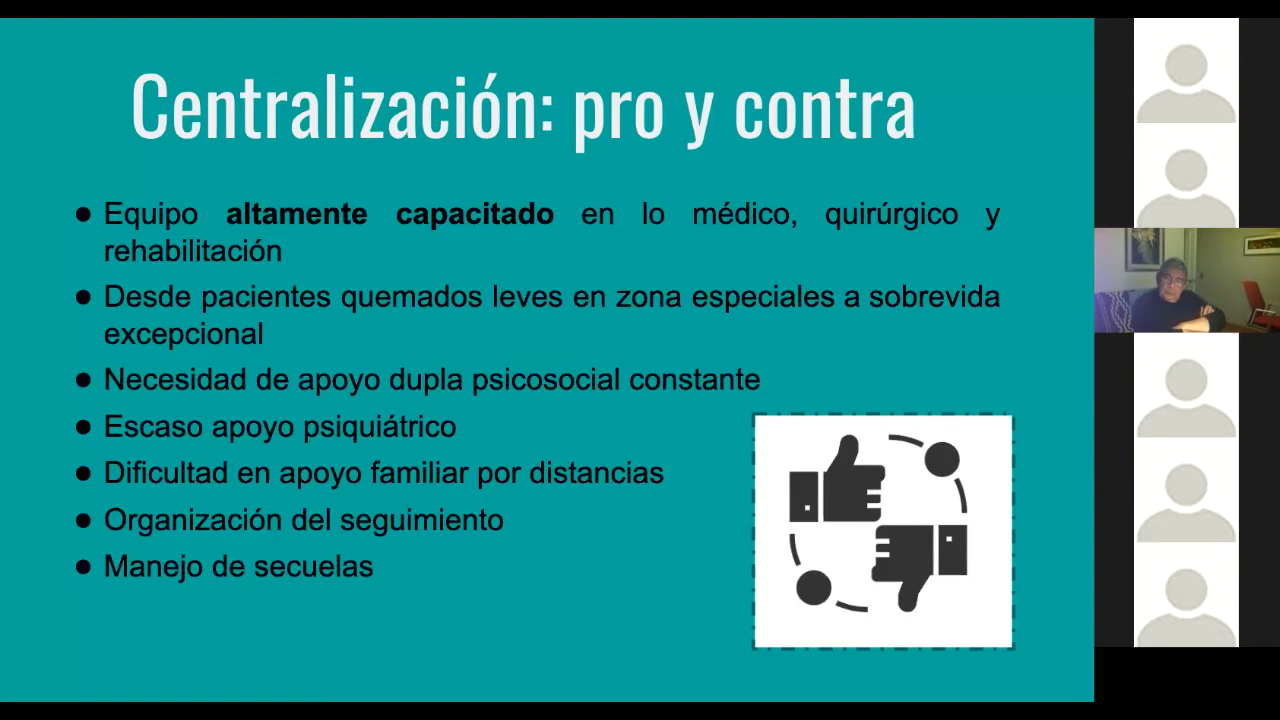 Centralización: pro y contra
● Equipo altamente capacitado en lo médico, quirúrgico y
rehabilitación
● Desde pacientes quemados leves en zona especiales a sobrevida
excepcional
● Necesidad de apoyo dupla psicosocial constante
● Escaso apoyo psiquiátrico
● Dificultad en apoyo familiar por distancias
● Organización del seguimiento
● Manejo de secuelas